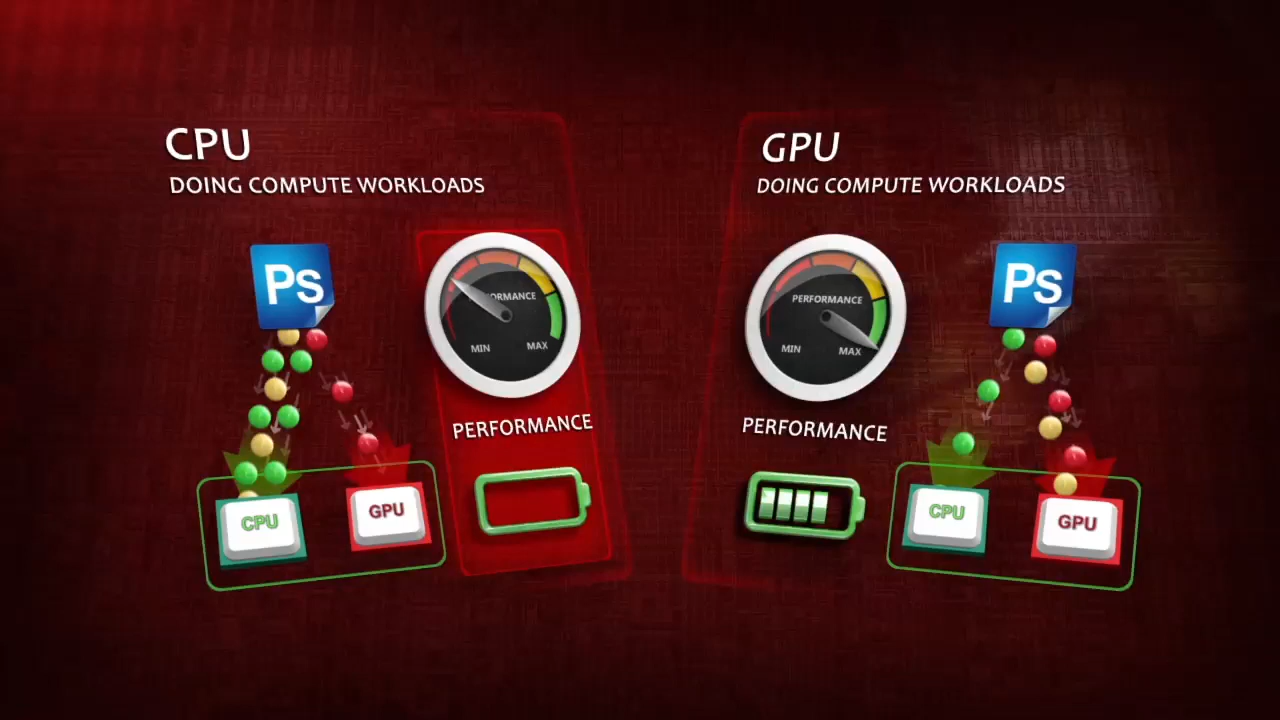 CPU
DOING COMPUTE WORKLOADS
Ps
ORMANCE
MIN MAX
PERFORMANCE
CPU
GPU
GPU
DOING COMPUTE WORKLOADS
PERFORMANCE
MIN MAX
Ps
PERFORMANCE
CPU
GPU